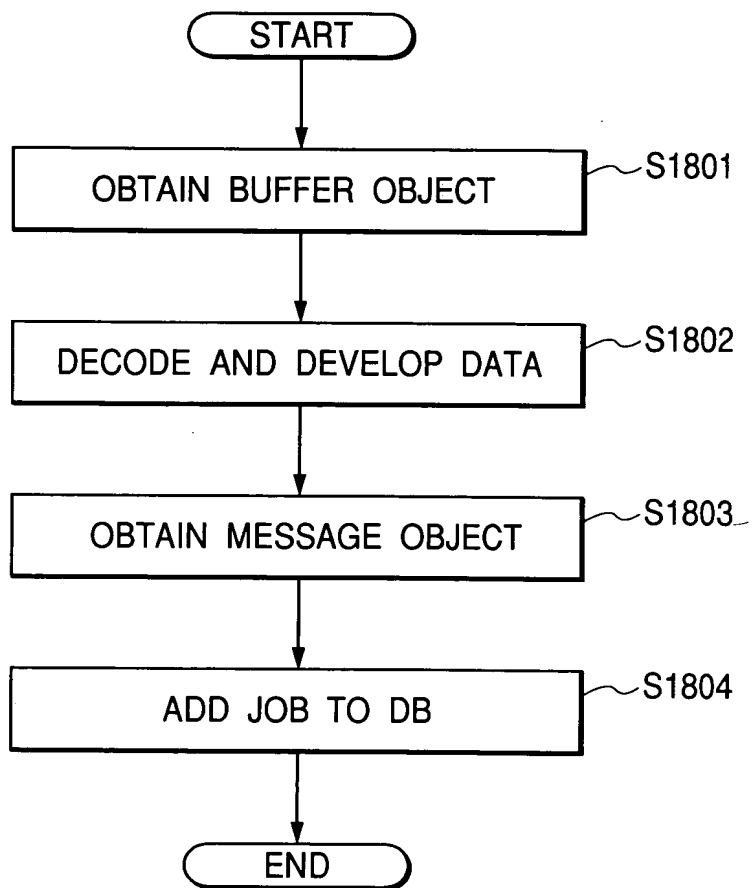 START
OBTAIN BUFFER OBJECT
S1801
DECODE AND DEVELOP DATA
S1802
OBTAIN MESSAGE OBJECT
S1803
ADD JOB TO DB
S1804
END